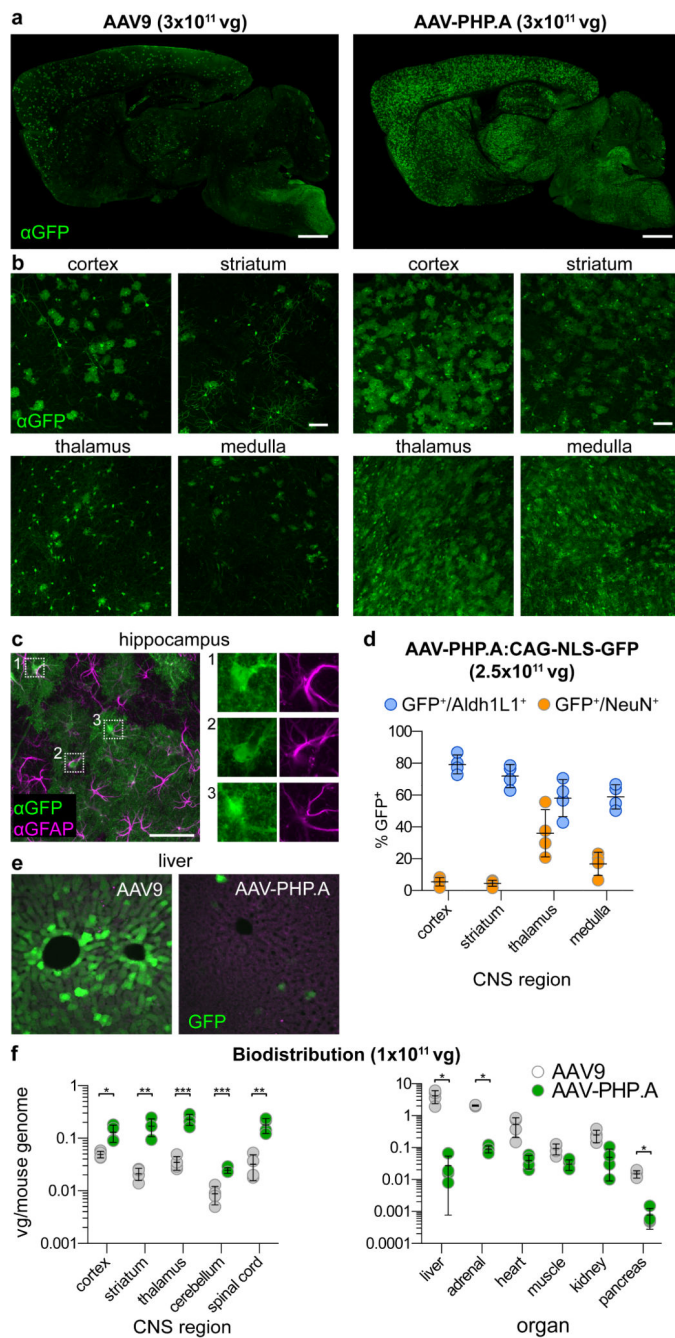 a
AAV9 (3x10¹¹ vg)
AAV-PHP.A (3x10¹¹ vg)
αGFP
b
cortex
striatum
cortex
striatum
αGFP
thalamus
medulla
thalamus
medulla
c
hippocampus
1
3
2
αGFP
αGFAP
1
2
3
d
AAV-PHP.A:CAG-NLS-GFP
(2.5x10¹¹ vg)
GFP⁺/Aldh1L1⁺
GFP⁺/NeuN⁺
100
80
60
40
20
0
% GFP⁺
cortex
striatum
thalamus
medulla
CNS region
e
liver
AAV9
AAV-PHP.A
GFP
f
Biodistribution (1x10¹¹ vg)
AAV9
AAV-PHP.A
* ** *** *** **
1
0.1
0.01
0.001
vg/mouse genome
cortex
striatum
thalamus
cerebellum
spinal cord
CNS region
* * *
10
1
0.1
0.01
0.001
0.0001
liver
adrenal
heart
muscle
kidney
pancreas
organ